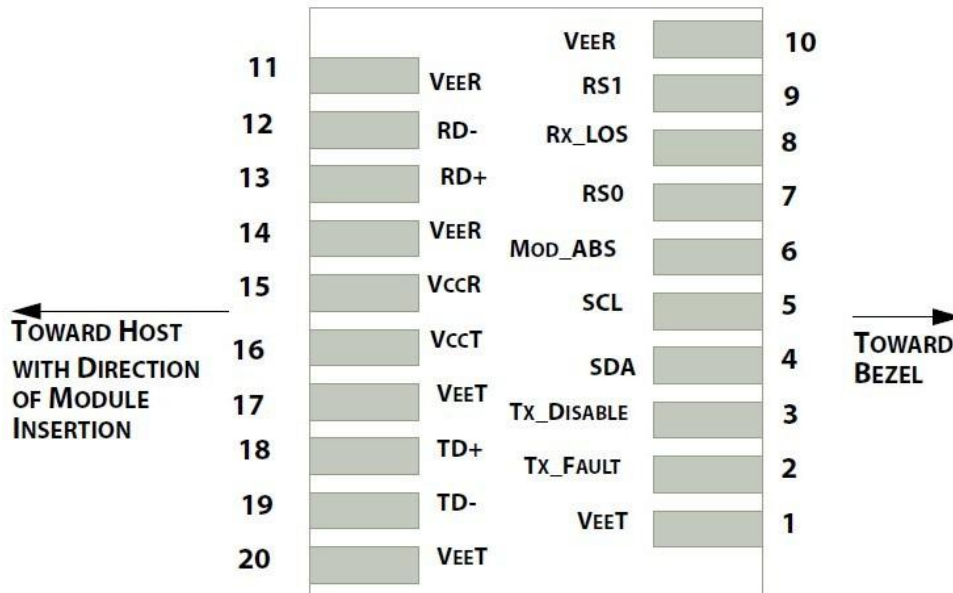 11
VEER
12
RD-
13
RD+
14
VEER
15
VCCR
16
VCCT
17
VEET
18
TD+
19
TD-
20
VEET
TOWARD HOST
WITH DIRECTION
OF MODULE
INSERTION
VEER
10
RS1
9
RX_LOS
8
RS0
7
MOD_ABS
6
SCL
5
SDA
4
TX_DISABLE
3
TX_FAULT
2
VEET
1
TOWARD
BEZEL